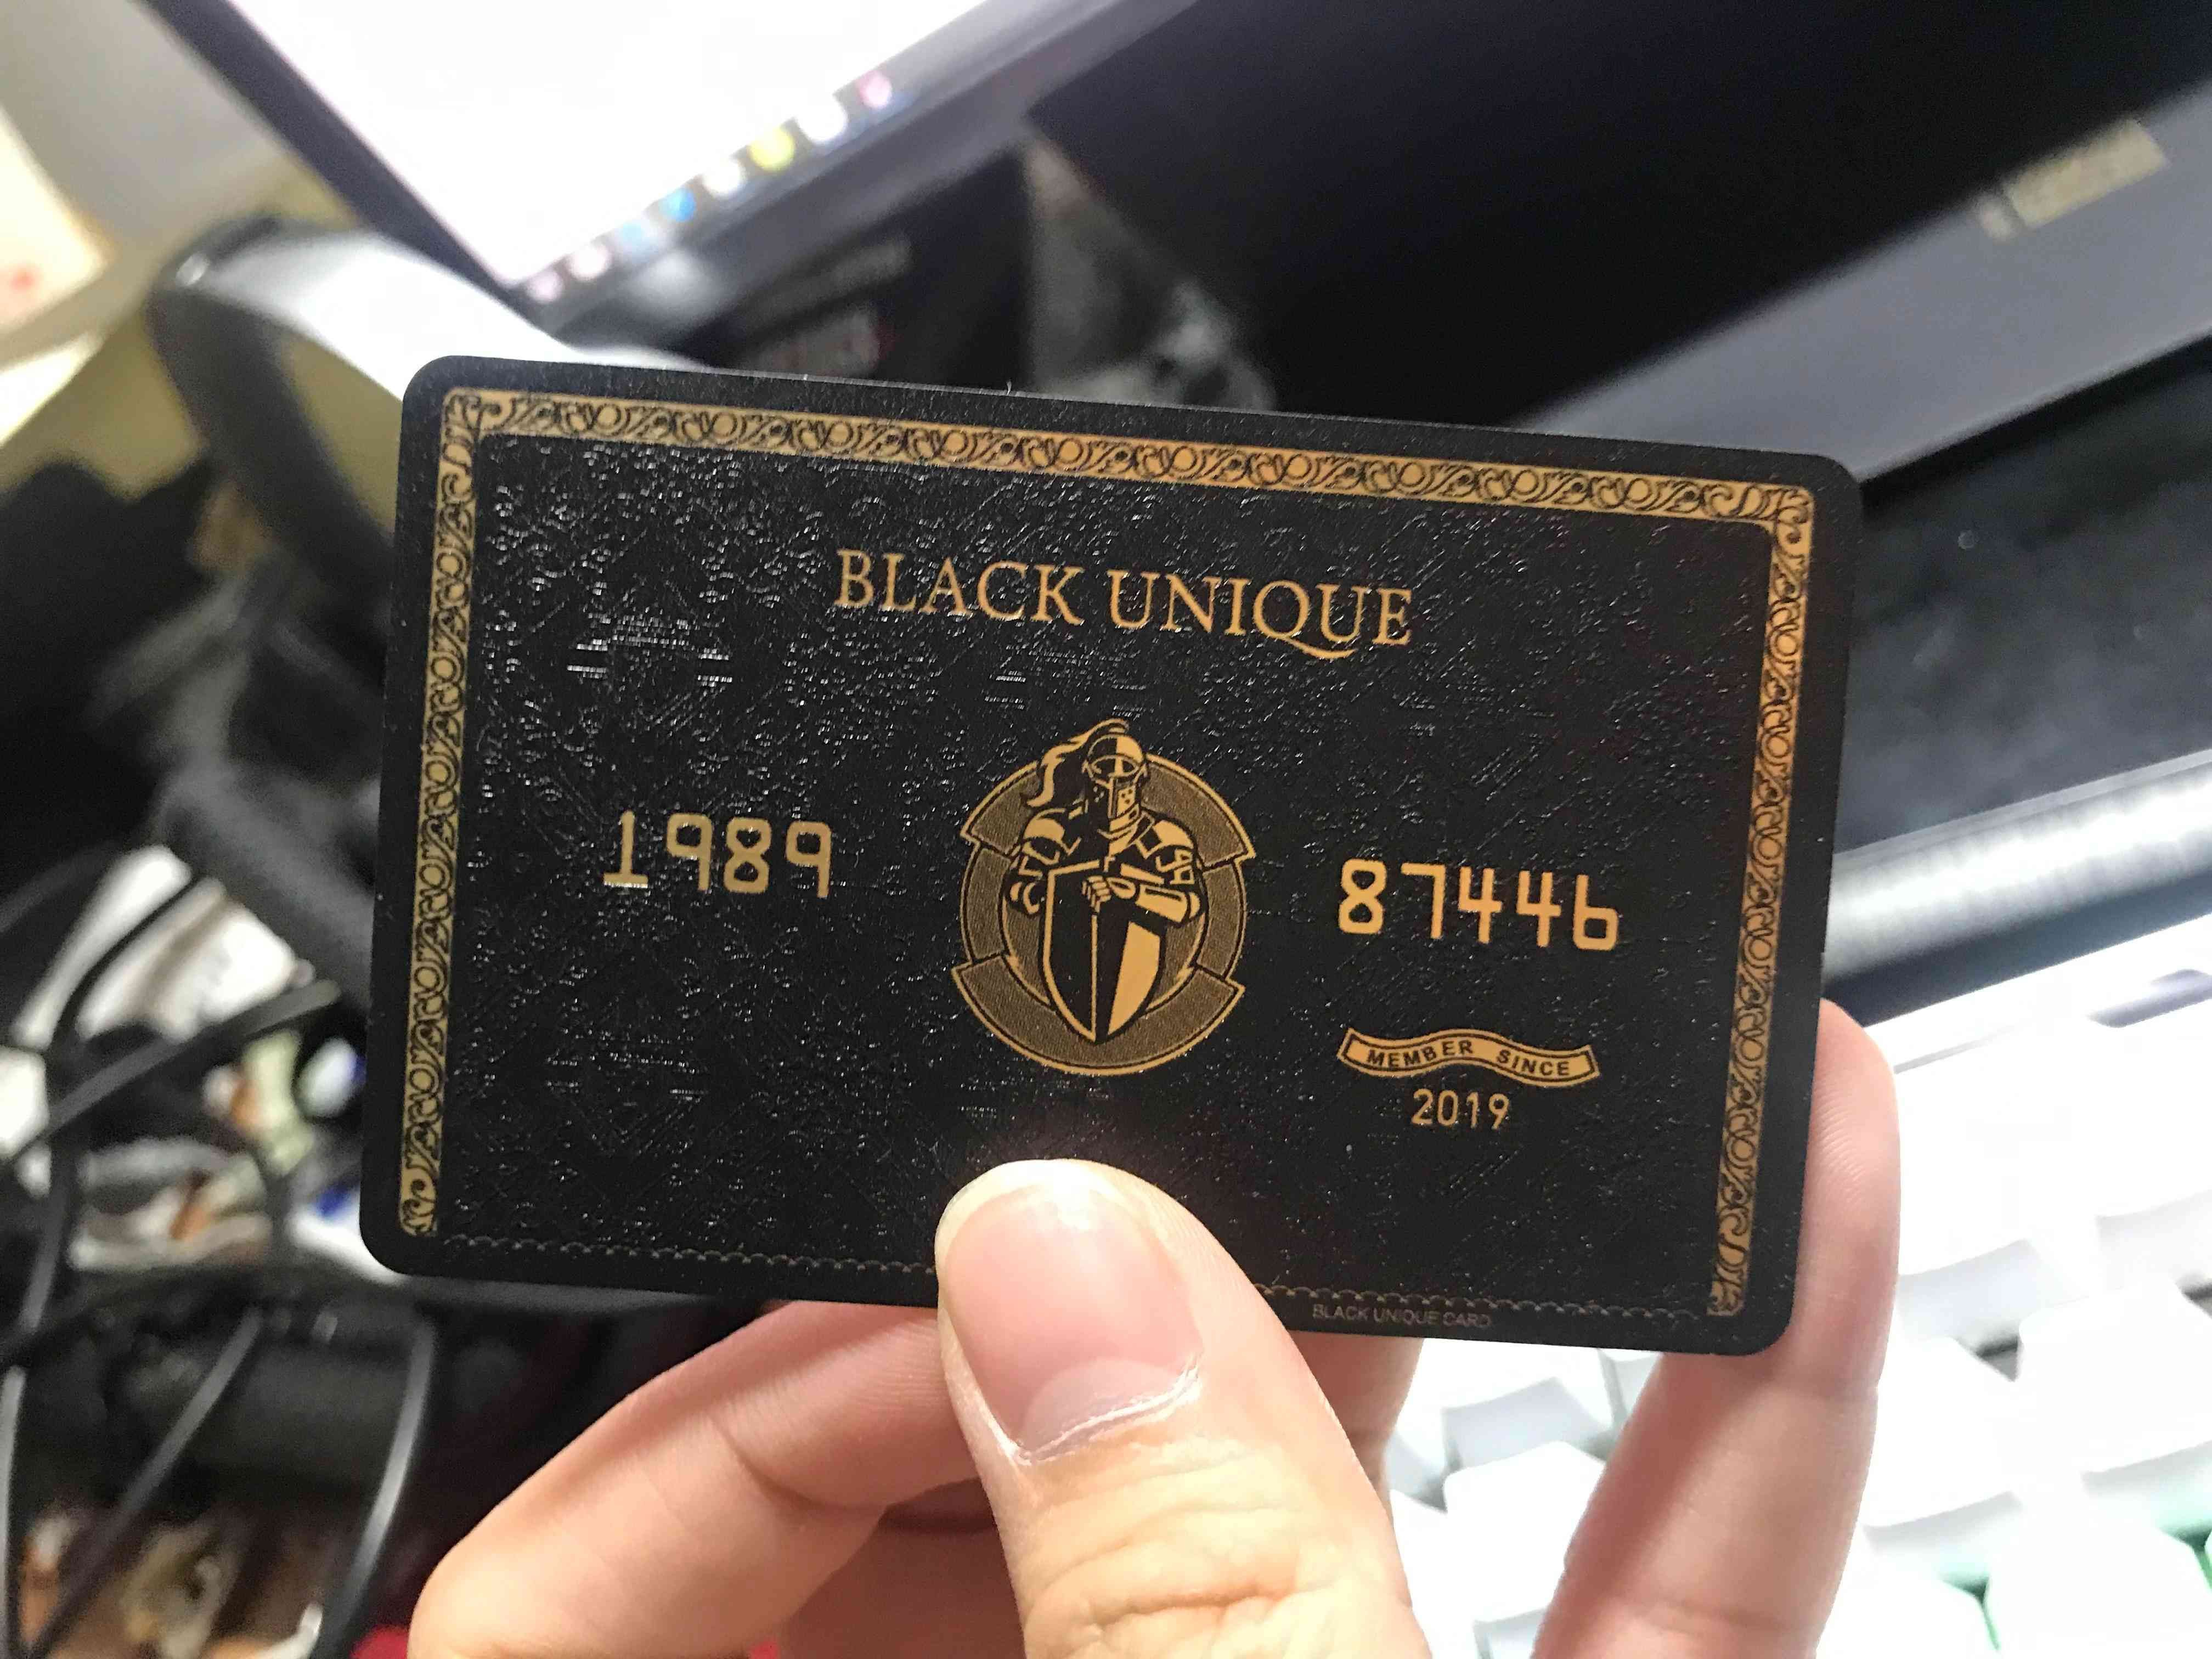 BLACK UNIQUE
1989 87446
MEMBER SINCE
2019
BLACK UNIQUE CARD